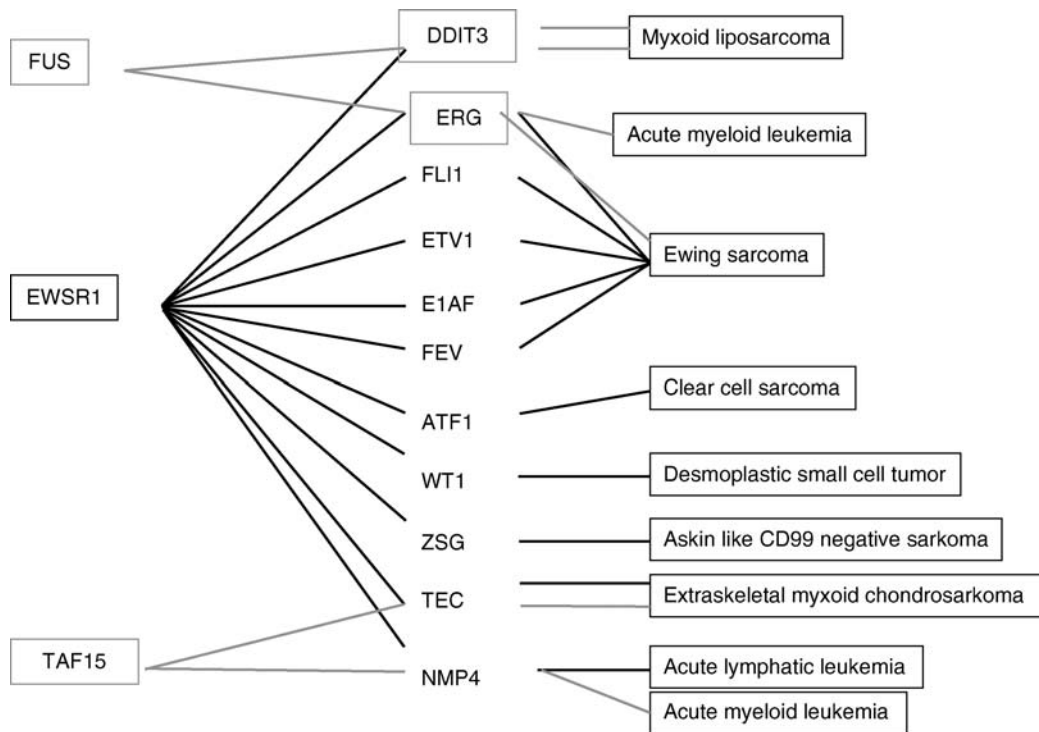 FUS
EWSR1
TAF15
DDIT3
ERG
FLI1
ETV1
E1AF
FEV
ATF1
WT1
ZSG
TEC
NMP4
Myxoid liposarcoma
Acute myeloid leukemia
Ewing sarcoma
Clear cell sarcoma
Desmoplastic small cell tumor
Askin like CD99 negative sarkoma
Extraskeletal myxoid chondrosarkoma
Acute lymphatic leukemia
Acute myeloid leukemia